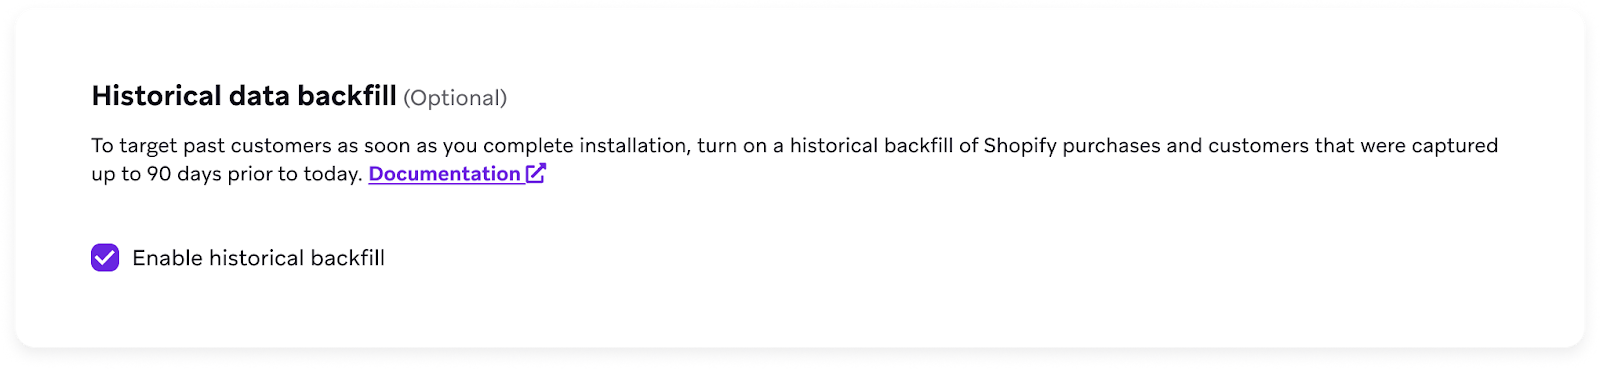 Historical data backfill (Optional)
To target past customers as soon as you complete installation, turn on a historical backfill of Shopify purchases and customers that were captured
up to 90 days prior to today. Documentation
Enable historical backfill